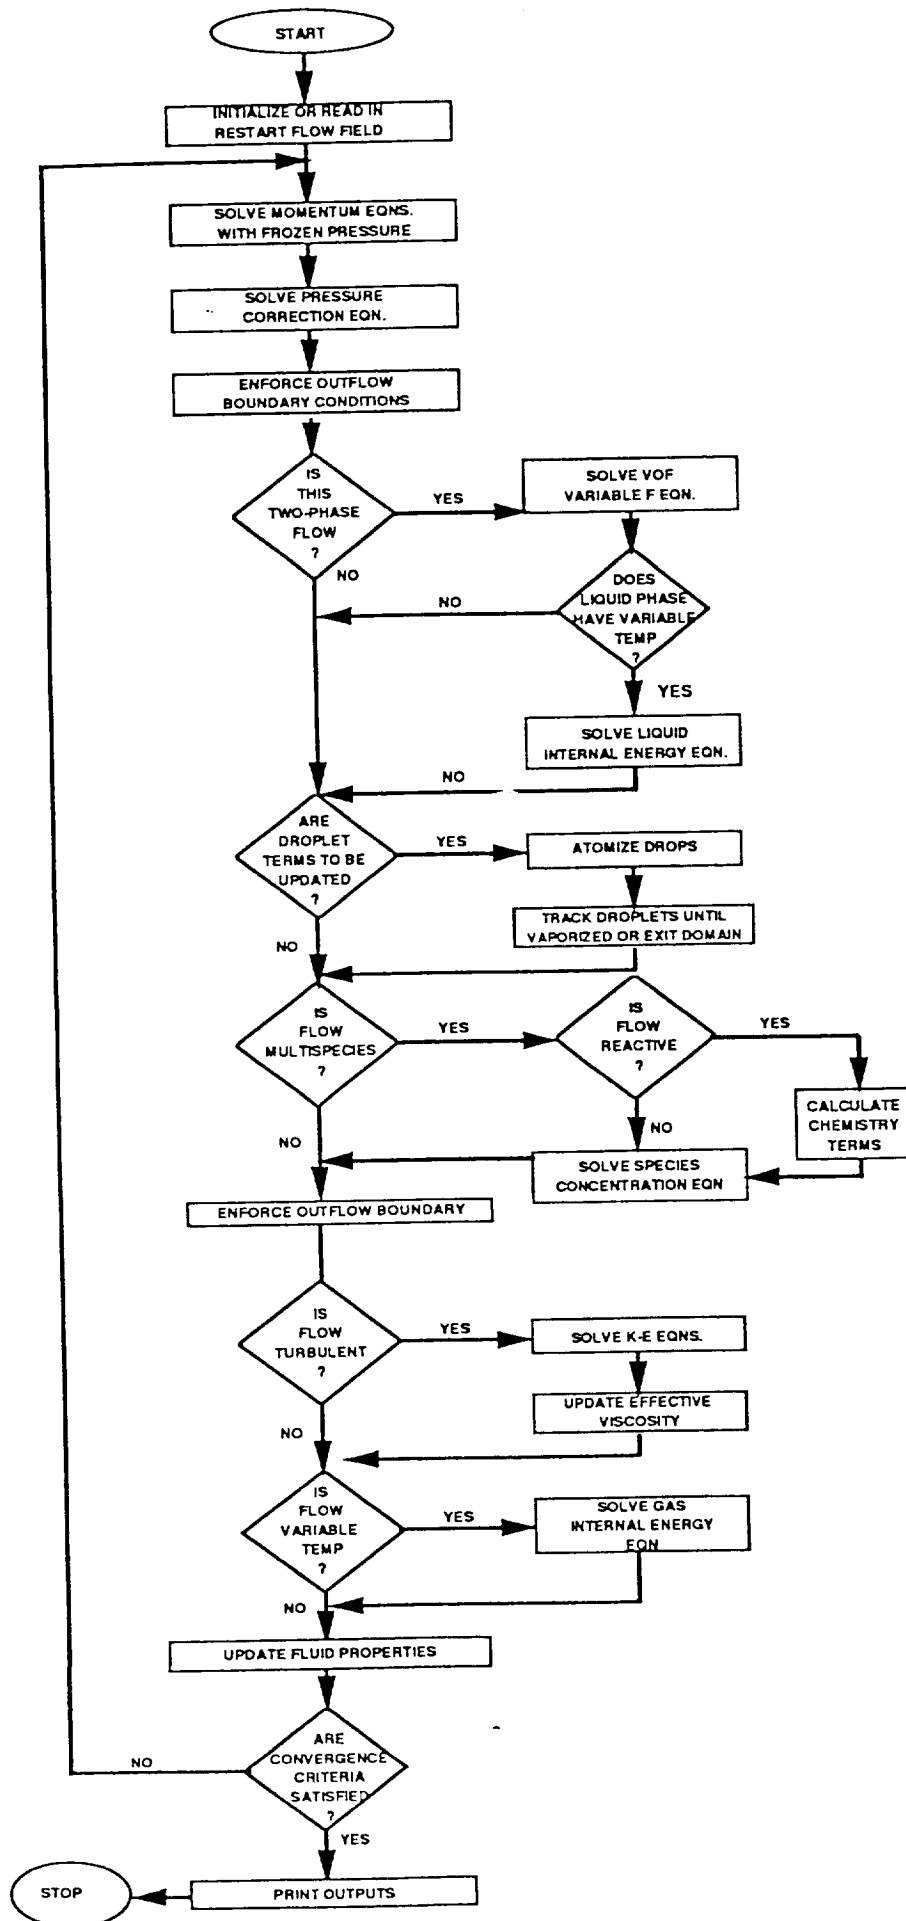 START
INITIALIZE OR READ IN
RESTART FLOW FIELD
SOLVE MOMENTUM EQNS.
WITH FROZEN PRESSURE
SOLVE PRESSURE
CORRECTION EQN.
ENFORCE OUTFLOW
BOUNDARY CONDITIONS
IS
THIS
TWO-PHASE
FLOW
?
YES
SOLVE VOF
VARIABLE F EQN.
NO
DOES
LIQUID PHASE
HAVE VARIABLE
TEMP
?
NO
YES
SOLVE LIQUID
INTERNAL ENERGY EQN.
NO
ARE
DROPLET
TERMS TO BE
UPDATED
?
YES
ATOMIZE DROPS
TRACK DROPLETS UNTIL
VAPORIZED OR EXIT DOMAIN
NO
IS
FLOW
MULTISPECIES
?
YES
IS
FLOW
REACTIVE
?
YES
CALCULATE
CHEMISTRY
TERMS
NO
NO
SOLVE SPECIES
CONCENTRATION EQN
ENFORCE OUTFLOW BOUNDARY
IS
FLOW
TURBULENT
?
YES
SOLVE K-E EQNS.
UPDATE EFFECTIVE
VISCOSITY
NO
IS
FLOW
VARIABLE
TEMP
?
YES
SOLVE GAS
INTERNAL ENERGY
EQN
NO
UPDATE FLUID PROPERTIES
ARE
CONVERGENCE
CRITERIA
SATISFIED
?
NO
YES
PRINT OUTPUTS
STOP